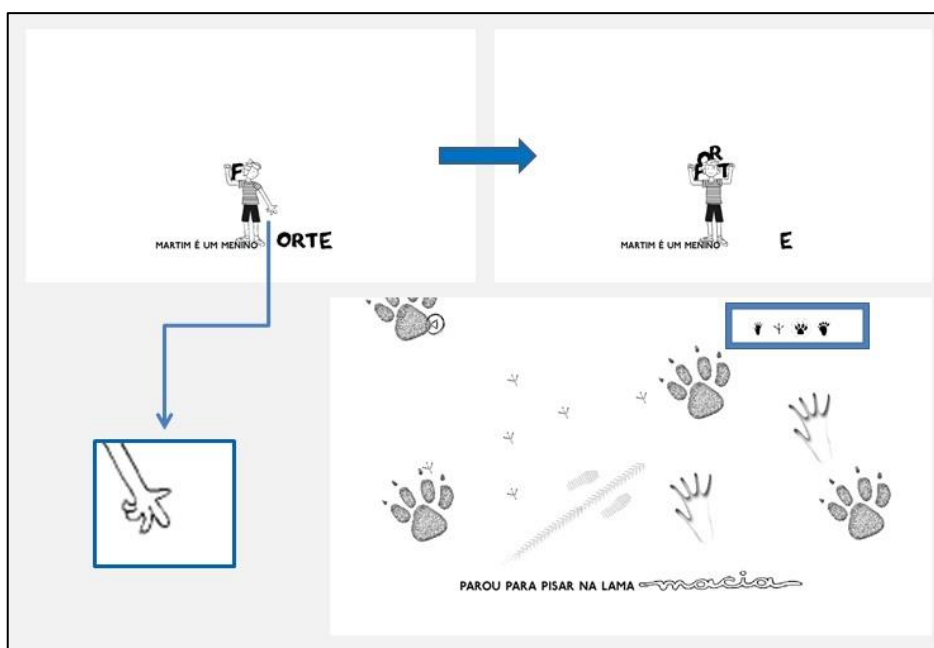 F
MARTIM É UM MENINO ORTE
OR
F T
MARTIM É UM MENINO E
PAROU PARA PISAR NA LAMA macia